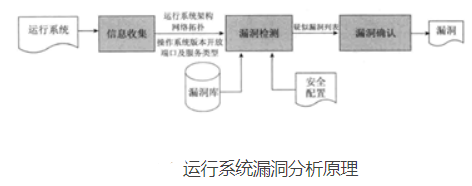 运行系统
信息收集
运行系统架构
网络拓扑
操作系统版本开放
端口及服务类型
漏洞检测
疑似漏洞列表
漏洞确认
漏洞
漏洞库
安全
配置
运行系统漏洞分析原理